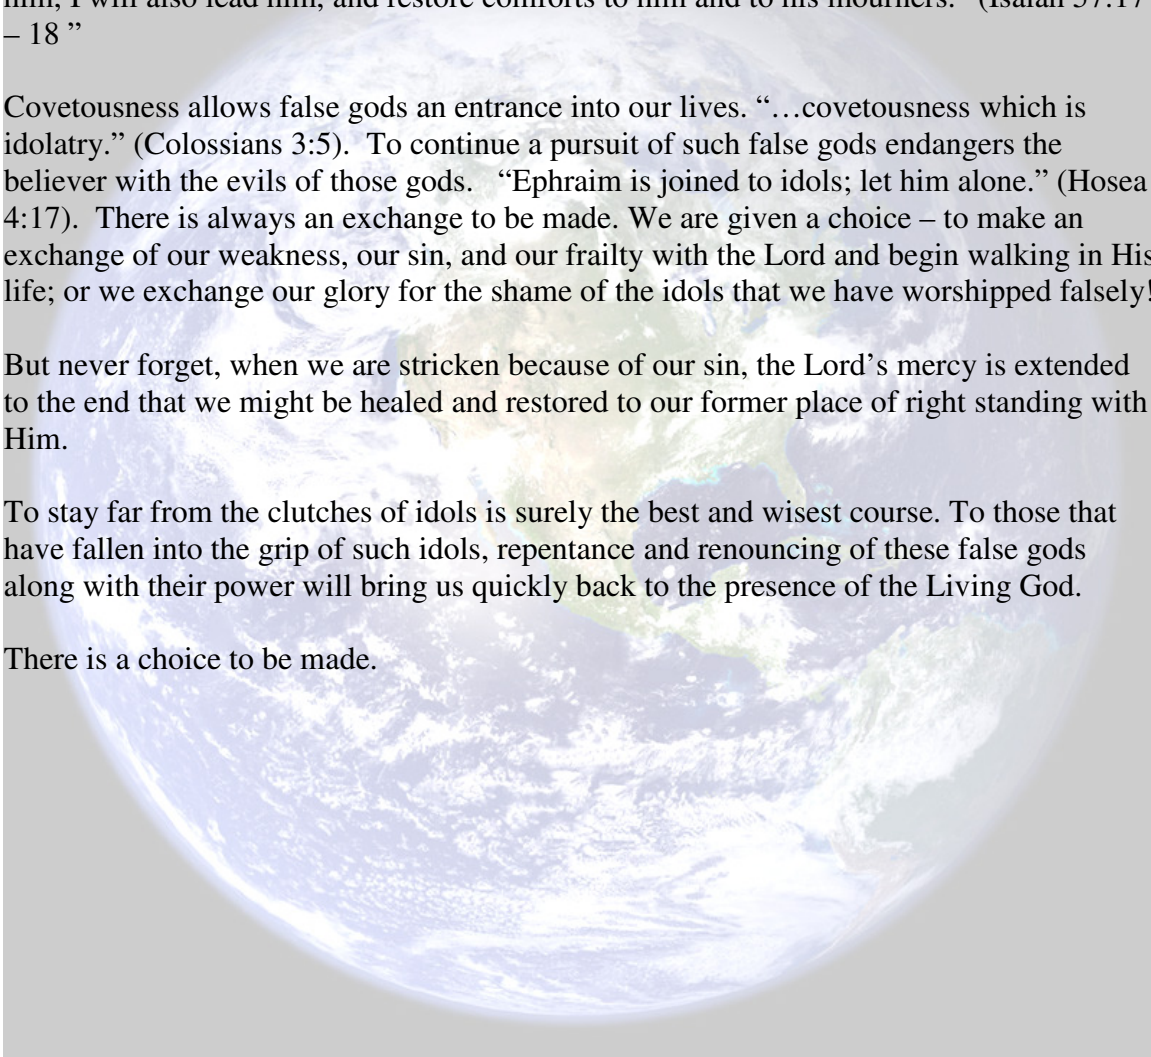 him, I will also lead him, and restore comforts to him and to his mourners.” (Isaiah 57:17
– 18 ”
Covetousness allows false gods an entrance into our lives. “…covetousness which is
idolatry.” (Colossians 3:5).  To continue a pursuit of such false gods endangers the
believer with the evils of those gods.   “Ephraim is joined to idols; let him alone.” (Hosea
4:17).  There is always an exchange to be made. We are given a choice – to make an
exchange of our weakness, our sin, and our frailty with the Lord and begin walking in His
life; or we exchange our glory for the shame of the idols that we have worshipped falsely!
But never forget, when we are stricken because of our sin, the Lord’s mercy is extended
to the end that we might be healed and restored to our former place of right standing with
Him.
To stay far from the clutches of idols is surely the best and wisest course. To those that
have fallen into the grip of such idols, repentance and renouncing of these false gods
along with their power will bring us quickly back to the presence of the Living God.
There is a choice to be made.